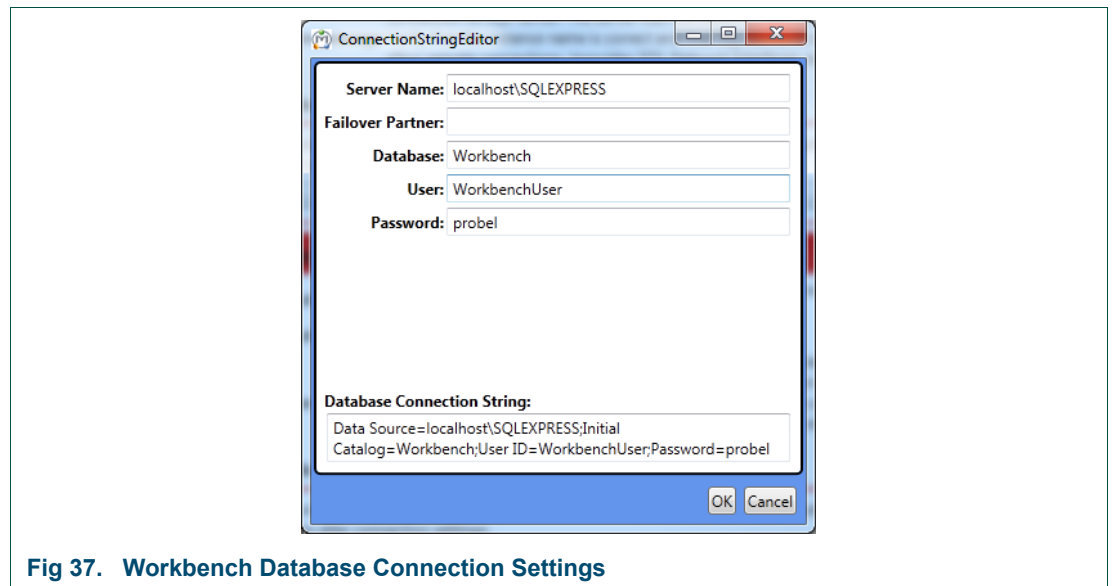 ConnectionStringEditor
Server Name: localhost\SQLEXPRESS
Failover Partner:
Database: Workbench
User: WorkbenchUser
Password: probel
Database Connection String:
Data Source=localhost\SQLEXPRESS;Initial
Catalog=Workbench;User ID=WorkbenchUser;Password=probel
OK Cancel
Fig 37. Workbench Database Connection Settings